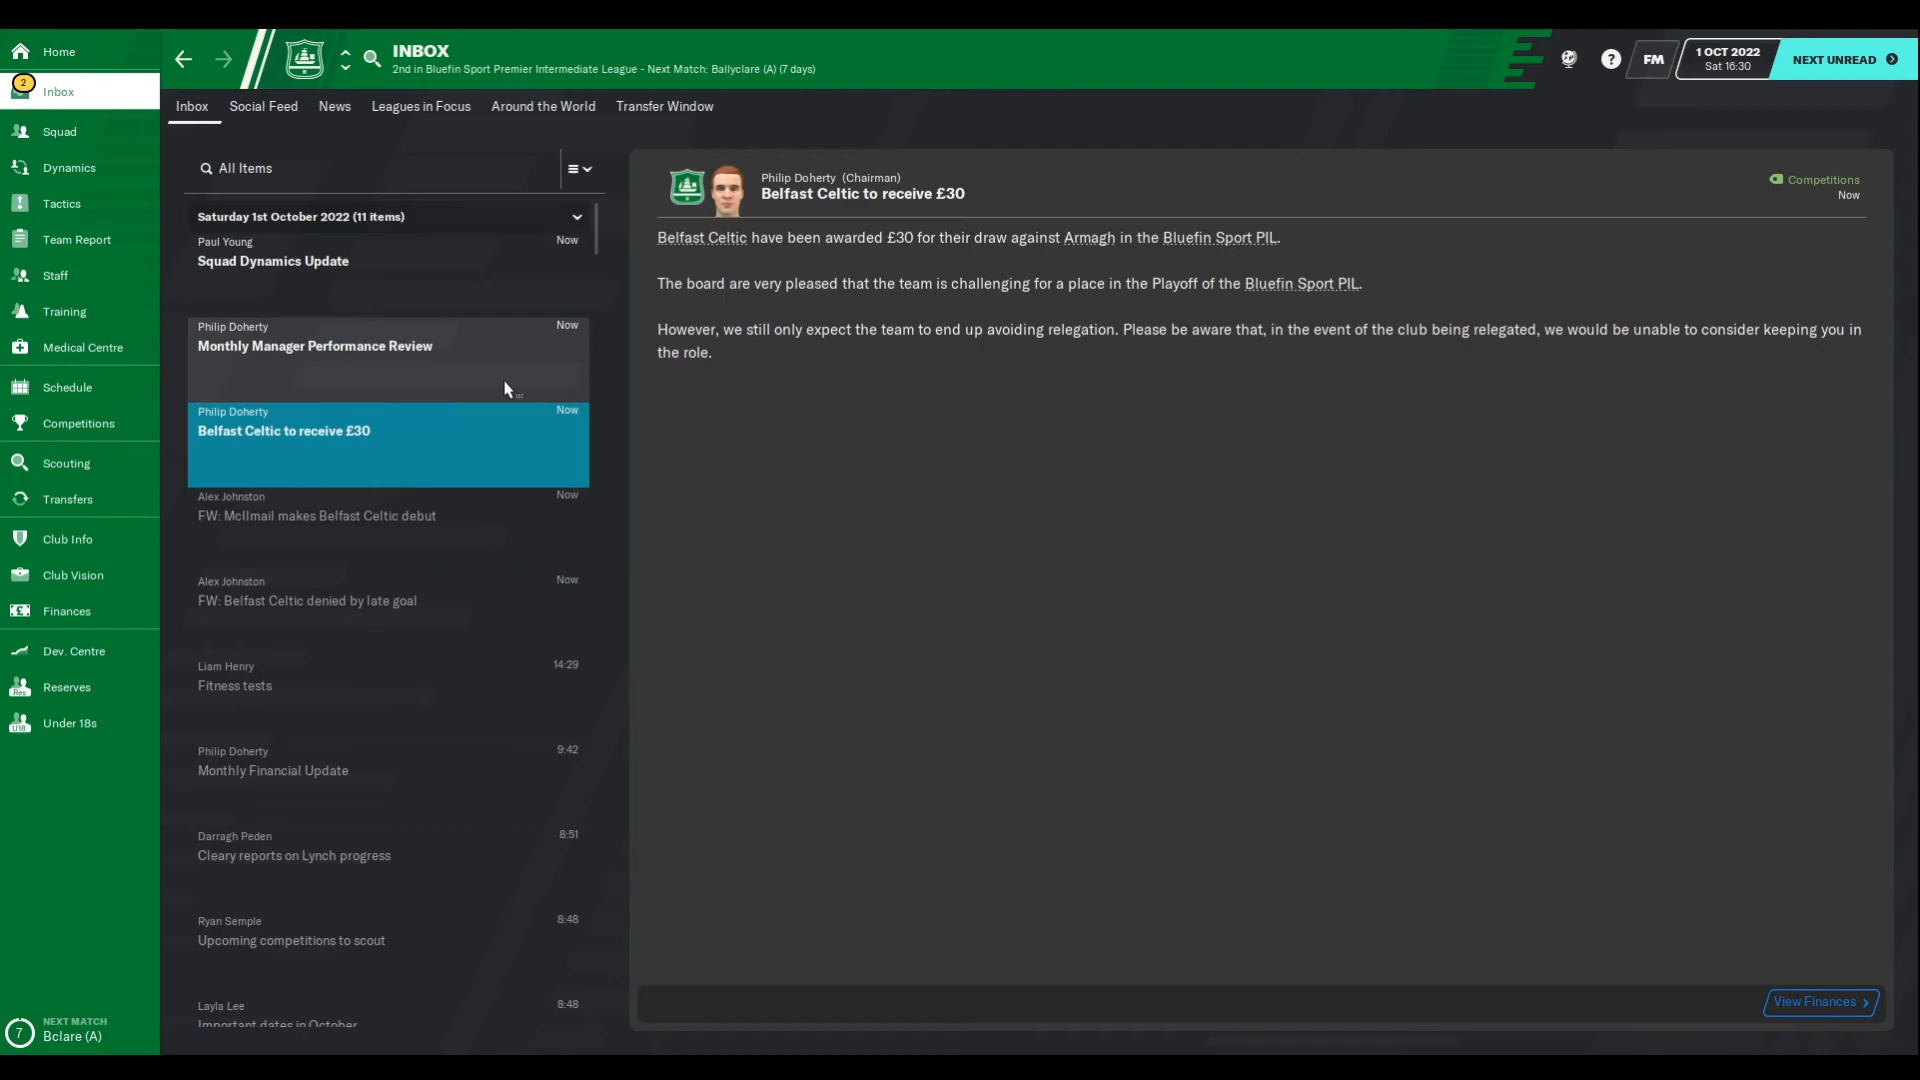 Home
2
Inbox
Squad
Dynamics
Tactics
Team Report
Staff
Training
Medical Centre
Schedule
Competitions
Scouting
Transfers
Club Info
Club Vision
Finances
Dev. Centre
Res
Reserves
U18
Under 18s
7
NEXT MATCH
Bclare (A)
INBOX
2nd in Bluefin Sport Premier Intermediate League - Next Match: Ballyclare (A) (7 days)
?
FM
1 OCT 2022
Sat 16:30
NEXT UNREAD
Inbox Social Feed News Leagues in Focus Around the World Transfer Window
All Items
Saturday 1st October 2022 (11 items)
Paul Young Now
Squad Dynamics Update
Philip Doherty Now
Monthly Manager Performance Review
Philip Doherty Now
Belfast Celtic to receive £30
Alex Johnston Now
FW: McIlmail makes Belfast Celtic debut
Alex Johnston Now
FW: Belfast Celtic denied by late goal
Liam Henry 14:29
Fitness tests
Philip Doherty 9:42
Monthly Financial Update
Darragh Peden 8:51
Cleary reports on Lynch progress
Ryan Semple 8:48
Upcoming competitions to scout
Layla Lee 8:48
Important dates in October
Philip Doherty (Chairman)
Belfast Celtic to receive £30
Competitions
Now
Belfast Celtic have been awarded £30 for their draw against Armagh in the Bluefin Sport PIL.
The board are very pleased that the team is challenging for a place in the Playoff of the Bluefin Sport PIL.
However, we still only expect the team to end up avoiding relegation. Please be aware that, in the event of the club being relegated, we would be unable to consider keeping you in
the role.
View Finances